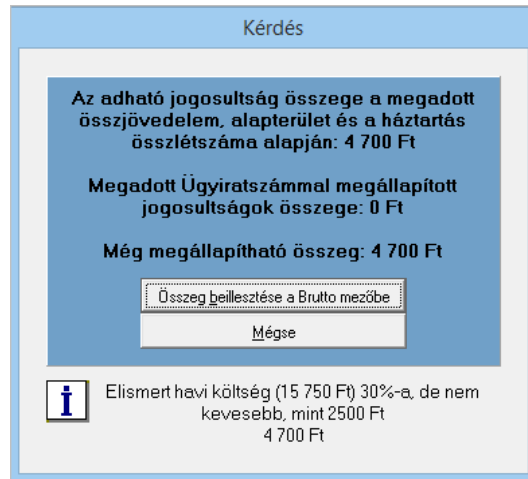 Kérdés
Az adható jogosultság összege a megadott
összjövedelem, alapterület és a háztartás
összlétszáma alapján: 4 700 Ft
Megadott Ügyiratszámmal megállapított
jogosultságok összege: 0 Ft
Még megállapítható összeg: 4 700 Ft
Összeg beillesztése a Brutto mezőbe
Mégse
i
Elismert havi költség (15 750 Ft) 30%-a, de nem
kevesebb, mint 2500 Ft
4 700 Ft